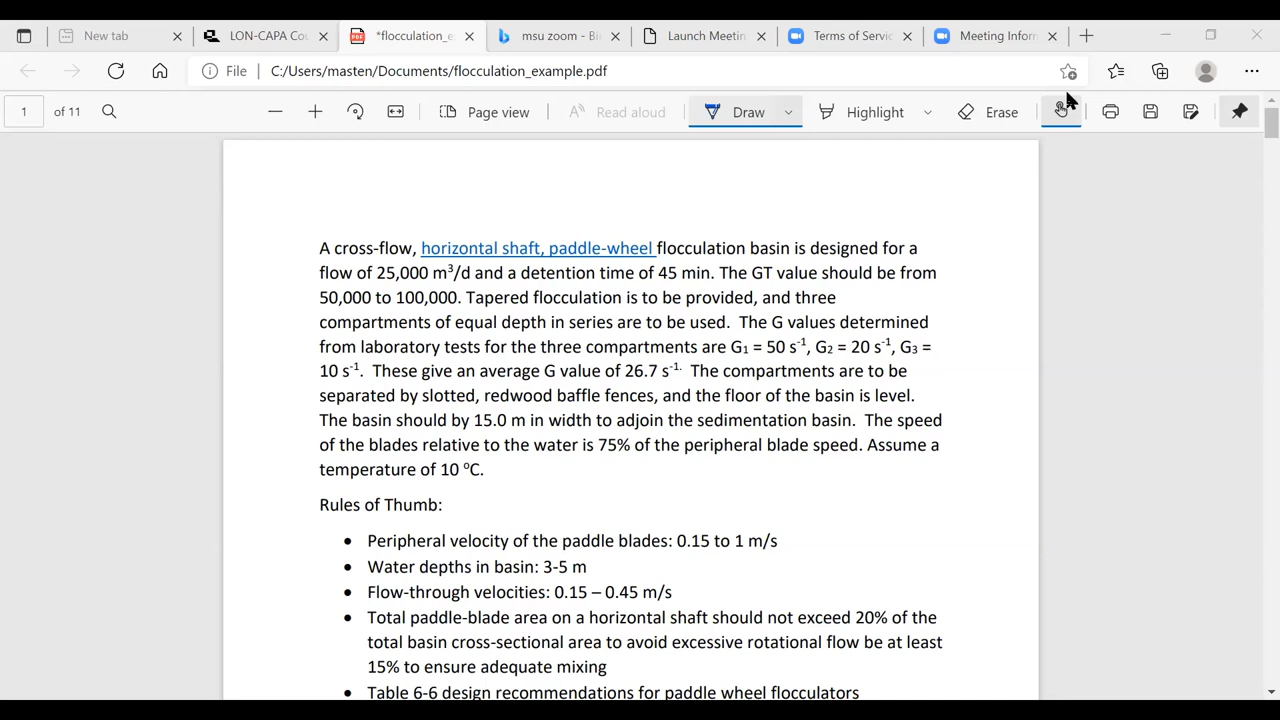 New tab
LON-CAPA Cou
*flocculation_e
msu zoom - Bi
Launch Meetin
Terms of Servic
Meeting Inform
File
C:/Users/masten/Documents/flocculation_example.pdf
1 of 11
Page view
Read aloud
Draw
Highlight
Erase
A cross-flow, horizontal shaft, paddle-wheel flocculation basin is designed for a
flow of 25,000 m³/d and a detention time of 45 min. The GT value should be from
50,000 to 100,000. Tapered flocculation is to be provided, and three
compartments of equal depth in series are to be used. The G values determined
from laboratory tests for the three compartments are G₁ = 50 s⁻¹, G₂ = 20 s⁻¹, G₃ =
10 s⁻¹. These give an average G value of 26.7 s⁻¹· The compartments are to be
separated by slotted, redwood baffle fences, and the floor of the basin is level.
The basin should by 15.0 m in width to adjoin the sedimentation basin. The speed
of the blades relative to the water is 75% of the peripheral blade speed. Assume a
temperature of 10 ºC.
Rules of Thumb:
• Peripheral velocity of the paddle blades: 0.15 to 1 m/s
• Water depths in basin: 3-5 m
• Flow-through velocities: 0.15 – 0.45 m/s
• Total paddle-blade area on a horizontal shaft should not exceed 20% of the
total basin cross-sectional area to avoid excessive rotational flow be at least
15% to ensure adequate mixing
• Table 6-6 design recommendations for paddle wheel flocculators